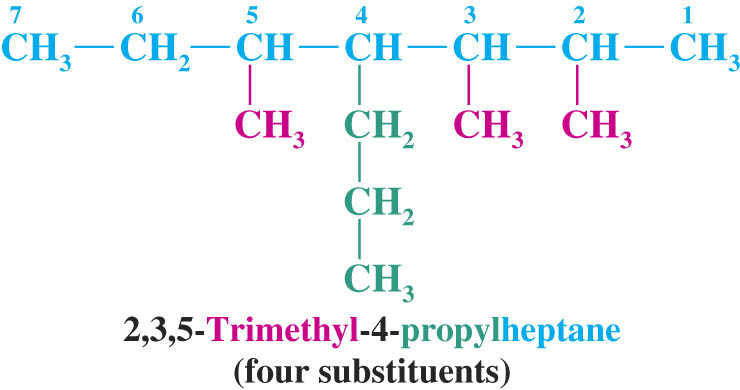 7 6 5 4 3 2 1
CH₃—CH₂—CH—CH—CH—CH—CH₃
CH₃ CH₂ CH₃ CH₃
CH₂
CH₃
2,3,5-Trimethyl-4-propylheptane
(four substituents)